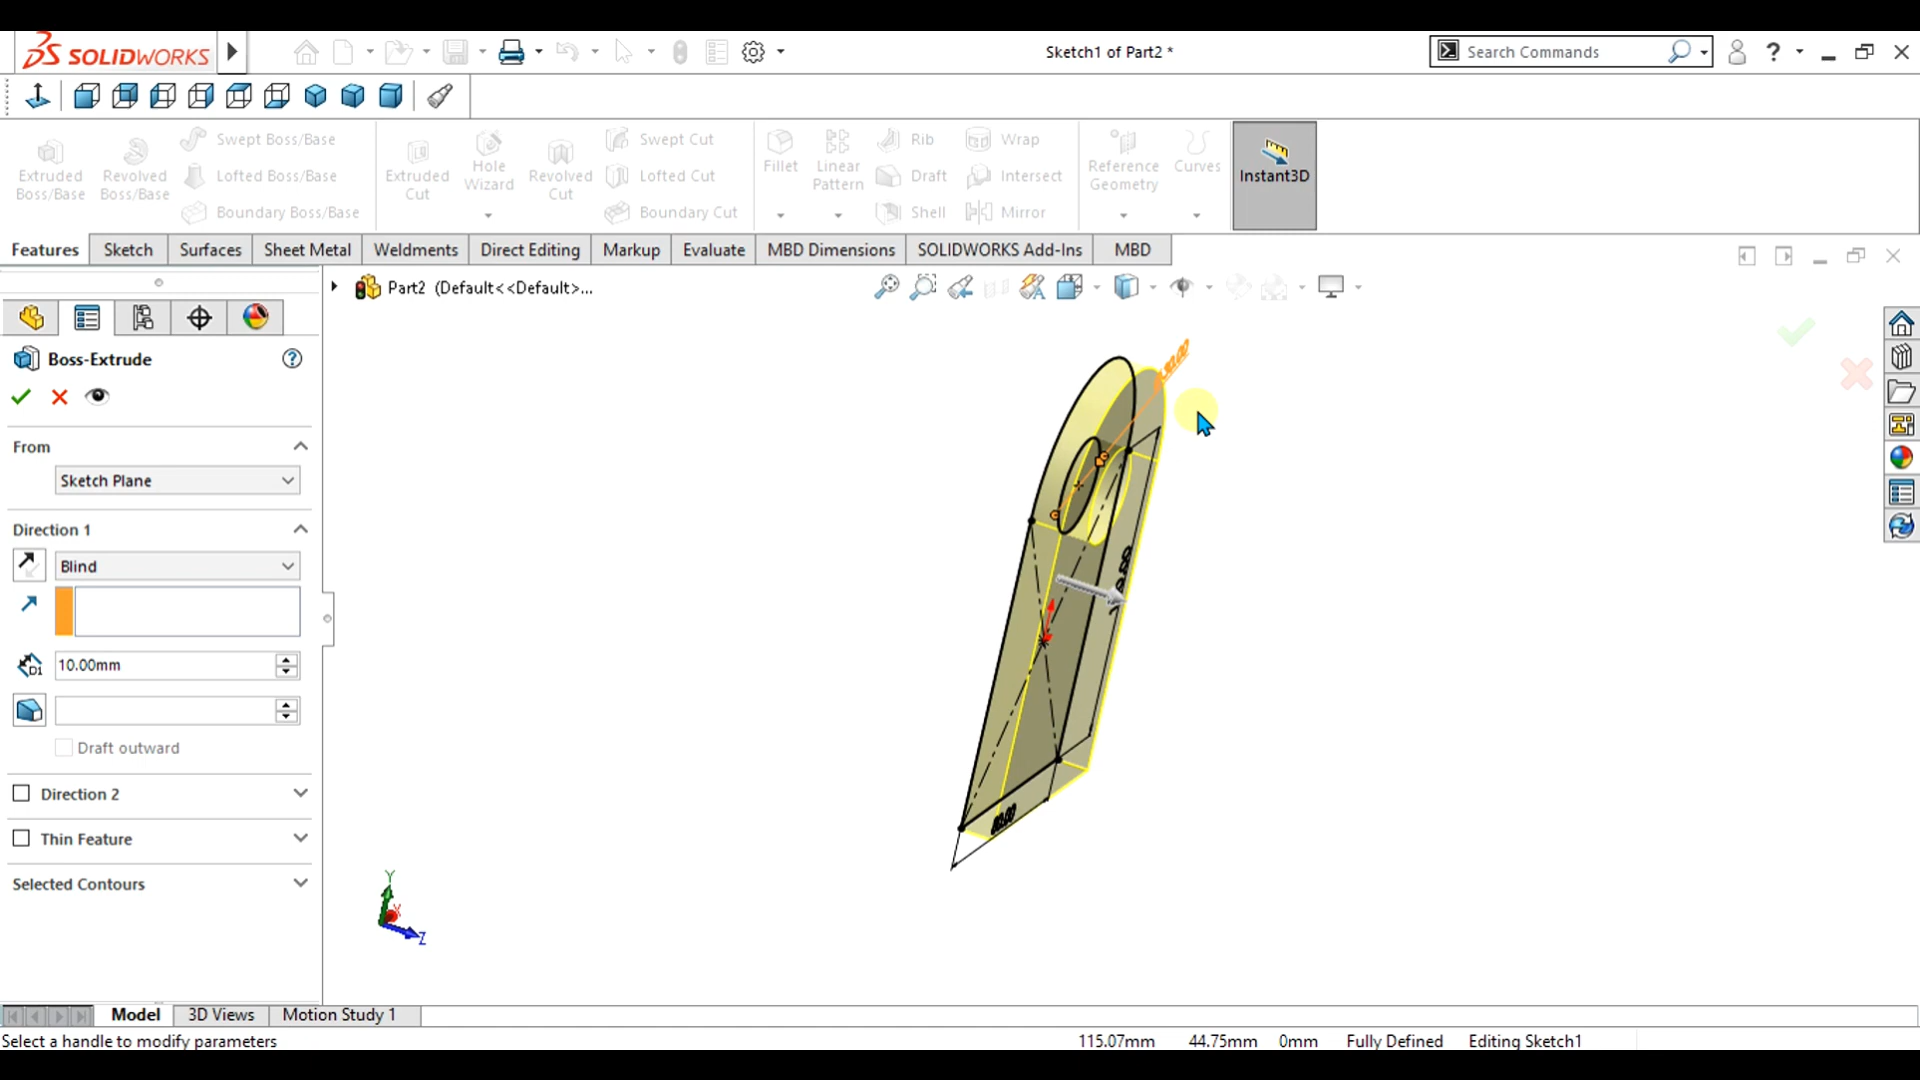 SOLIDWORKS
Sketch1 of Part2 *
Search Commands
?
Extruded Boss/Base
Revolved Boss/Base
Swept Boss/Base
Lofted Boss/Base
Boundary Boss/Base
Extruded Cut
Hole Wizard
Revolved Cut
Swept Cut
Lofted Cut
Boundary Cut
Fillet
Linear Pattern
Rib
Draft
Shell
Wrap
Intersect
Mirror
Reference Geometry
Curves
Instant3D
Features
Sketch
Surfaces
Sheet Metal
Weldments
Direct Editing
Markup
Evaluate
MBD Dimensions
SOLIDWORKS Add-Ins
MBD
Part2 (Default<<Default>...
Boss-Extrude
?
From
Sketch Plane
Direction 1
Blind
D1
10.00mm
Draft outward
Direction 2
Thin Feature
Selected Contours
Y
X
Z
Model
3D Views
Motion Study 1
Select a handle to modify parameters
115.07mm
44.75mm
0mm
Fully Defined
Editing Sketch1